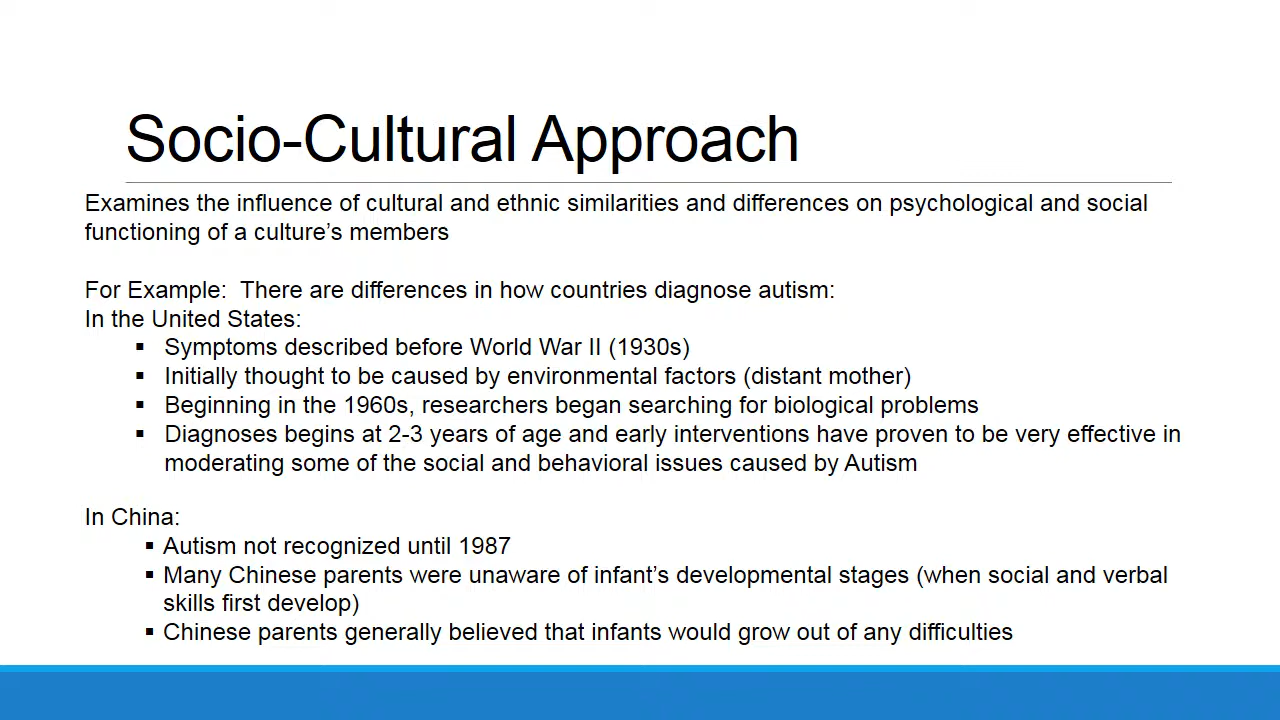 Socio-Cultural Approach
Examines the influence of cultural and ethnic similarities and differences on psychological and social
functioning of a culture’s members
For Example:  There are differences in how countries diagnose autism:
In the United States:
▪ Symptoms described before World War II (1930s)
▪ Initially thought to be caused by environmental factors (distant mother)
▪ Beginning in the 1960s, researchers began searching for biological problems
▪ Diagnoses begins at 2-3 years of age and early interventions have proven to be very effective in
moderating some of the social and behavioral issues caused by Autism
In China:
▪ Autism not recognized until 1987
▪ Many Chinese parents were unaware of infant’s developmental stages (when social and verbal
skills first develop)
▪ Chinese parents generally believed that infants would grow out of any difficulties